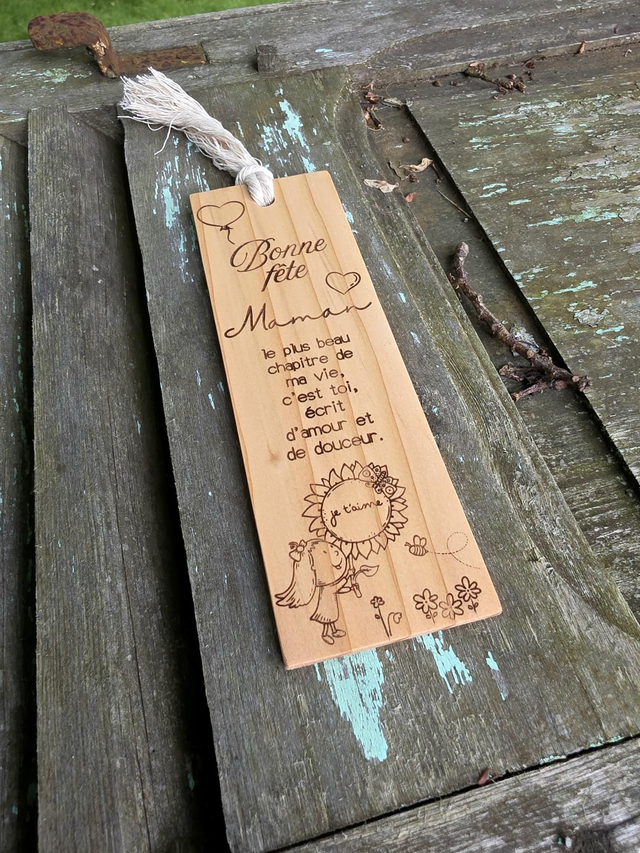 Bonne
fête
Maman
le plus beau
chapitre de
ma vie,
c'est toi,
écrit
d'amour et
de douceur.
je t'aime